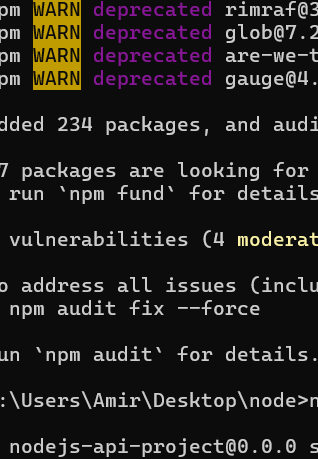 pm WARN deprecated rimraf@3
pm WARN deprecated glob@7.2
pm WARN deprecated are-we-t
pm WARN deprecated gauge@4.
dded 234 packages, and audi
7 packages are looking for
run `npm fund` for details
vulnerabilities (4 moderat
o address all issues (inclu
npm audit fix --force
un `npm audit` for details.
:\Users\Amir\Desktop\node>n
nodejs-api-project@0.0.0 s